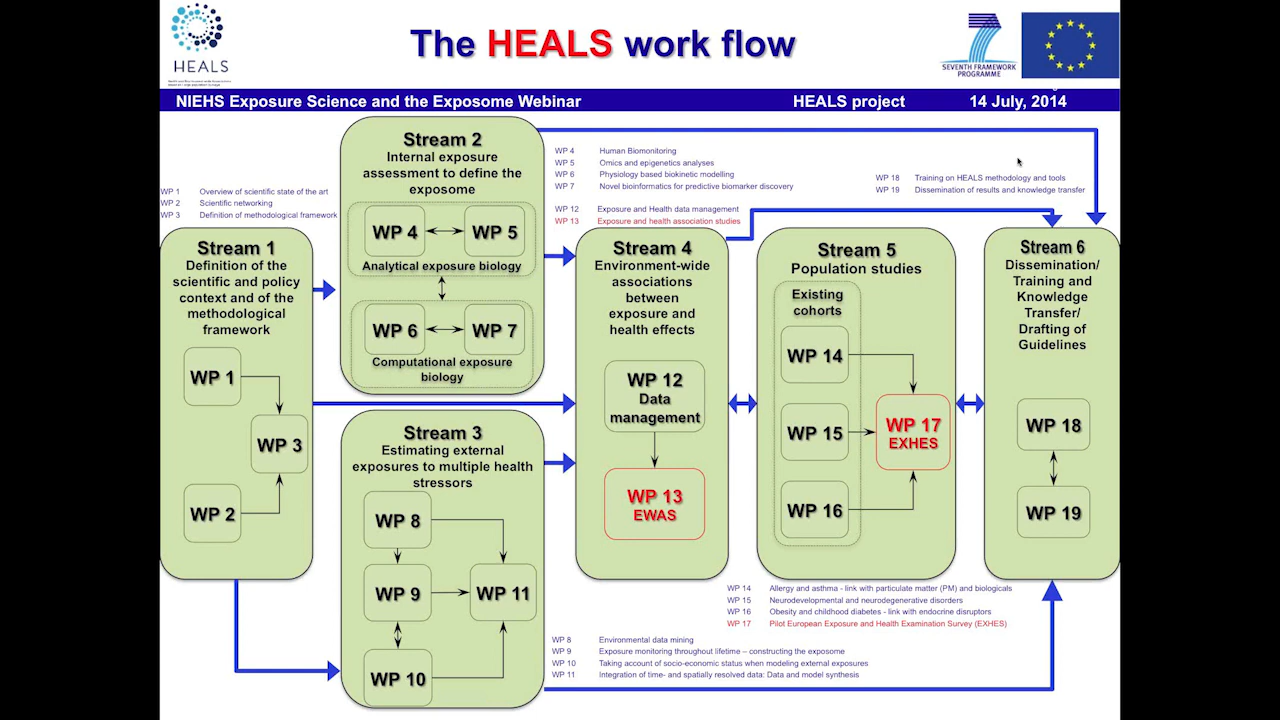 The HEALS work flow
HEALS
SEVENTH FRAMEWORK
PROGRAMME
NIEHS Exposure Science and the Exposome Webinar HEALS project 14 July, 2014
WP 1 Overview of scientific state of the art
WP 2 Scientific networking
WP 3 Definition of methodological framework
Stream 1
Definition of the
scientific and policy
context and of the
methodological
framework
WP 1
WP 3
WP 2
Stream 2
Internal exposure
assessment to define the
exposome
WP 4 WP 5
Analytical exposure biology
WP 6 WP 7
Computational exposure
biology
Stream 3
Estimating external
exposures to multiple health
stressors
WP 8
WP 9 WP 11
WP 10
WP 4 Human Biomonitoring
WP 5 Omics and epigenetics analyses
WP 6 Physiology based biokinetic modelling
WP 7 Novel bioinformatics for predictive biomarker discovery
WP 12 Exposure and Health data management
WP 13 Exposure and health association studies
Stream 4
Environment-wide
associations
between
exposure and
health effects
WP 12
Data
management
WP 13
EWAS
Stream 5
Population studies
Existing
cohorts
WP 14
WP 15
WP 16
WP 17
EXHES
WP 18 Training on HEALS methodology and tools
WP 19 Dissemination of results and knowledge transfer
Stream 6
Dissemination/
Training and
Knowledge
Transfer/
Drafting of
Guidelines
WP 18
WP 19
WP 14 Allergy and asthma - link with particulate matter (PM) and biologicals
WP 15 Neurodevelopmental and neurodegenerative disorders
WP 16 Obesity and childhood diabetes - link with endocrine disruptors
WP 17 Pilot European Exposure and Health Examination Survey (EXHES)
WP 8 Environmental data mining
WP 9 Exposure monitoring throughout lifetime – constructing the exposome
WP 10 Taking account of socio-economic status when modeling external exposures
WP 11 Integration of time- and spatially resolved data: Data and model synthesis